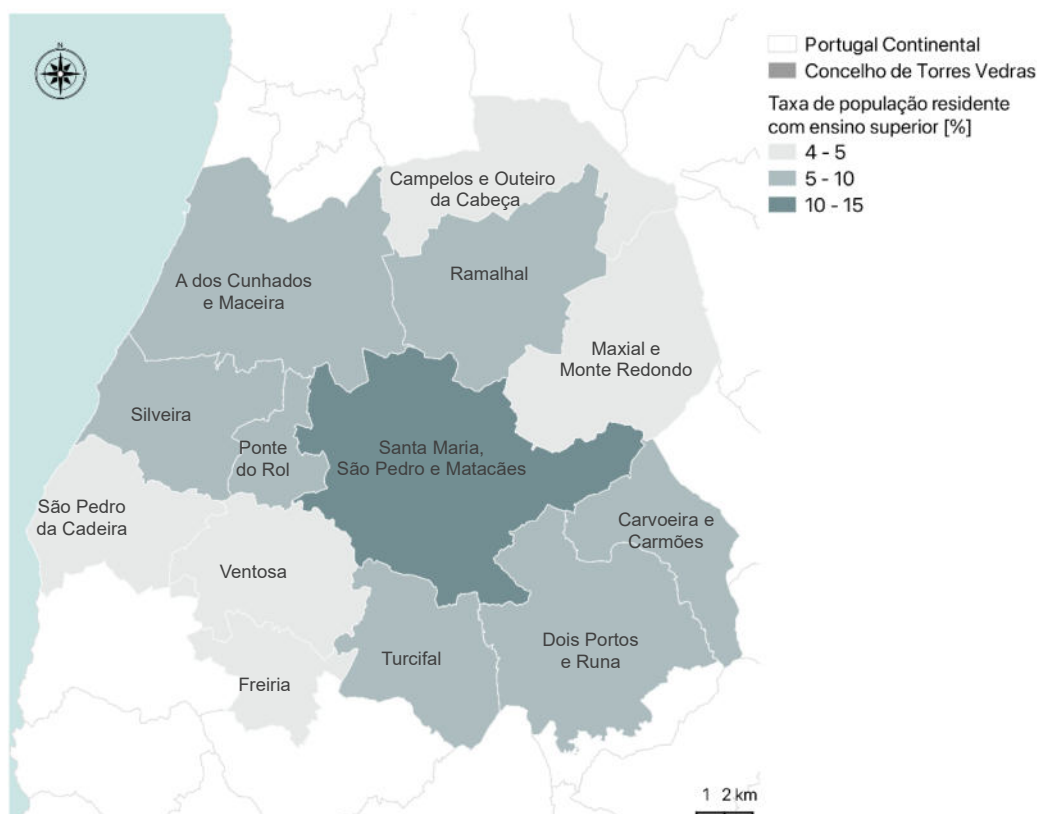 N
Portugal Continental
Concelho de Torres Vedras
Taxa de população residente
com ensino superior [%]
4 - 5
5 - 10
10 - 15
Campelos e Outeiro
da Cabeça
A dos Cunhados
e Maceira
Ramalhal
Maxial e
Monte Redondo
Silveira
Ponte
do Rol
Santa Maria,
São Pedro e Matacães
São Pedro
da Cadeira
Carvoeira e
Carmões
Ventosa
Dois Portos
e Runa
Turcifal
Freiria
1 2 km